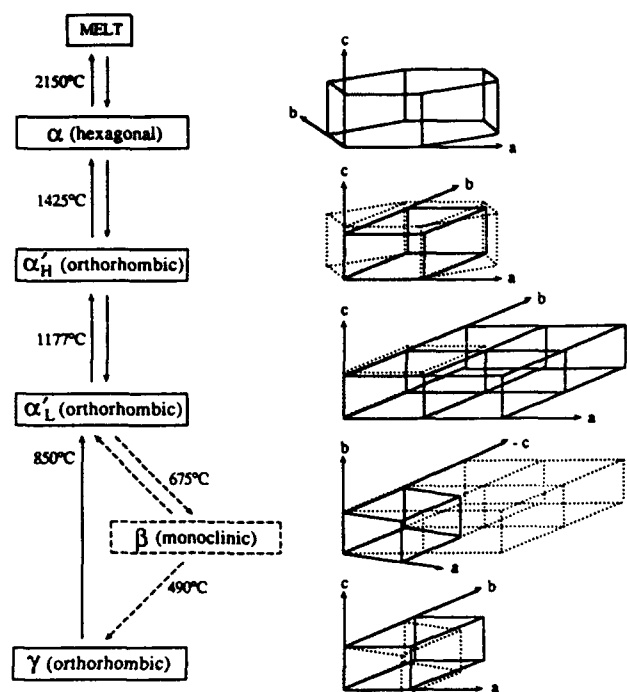 MELT
2150°C
α (hexagonal)
1425°C
α′H (orthorhombic)
1177°C
α′L (orthorhombic)
850°C
675°C
β (monoclinic)
490°C
γ (orthorhombic)
c
b
a
c
b
a
c
b
a
b
- c
a
c
b
a